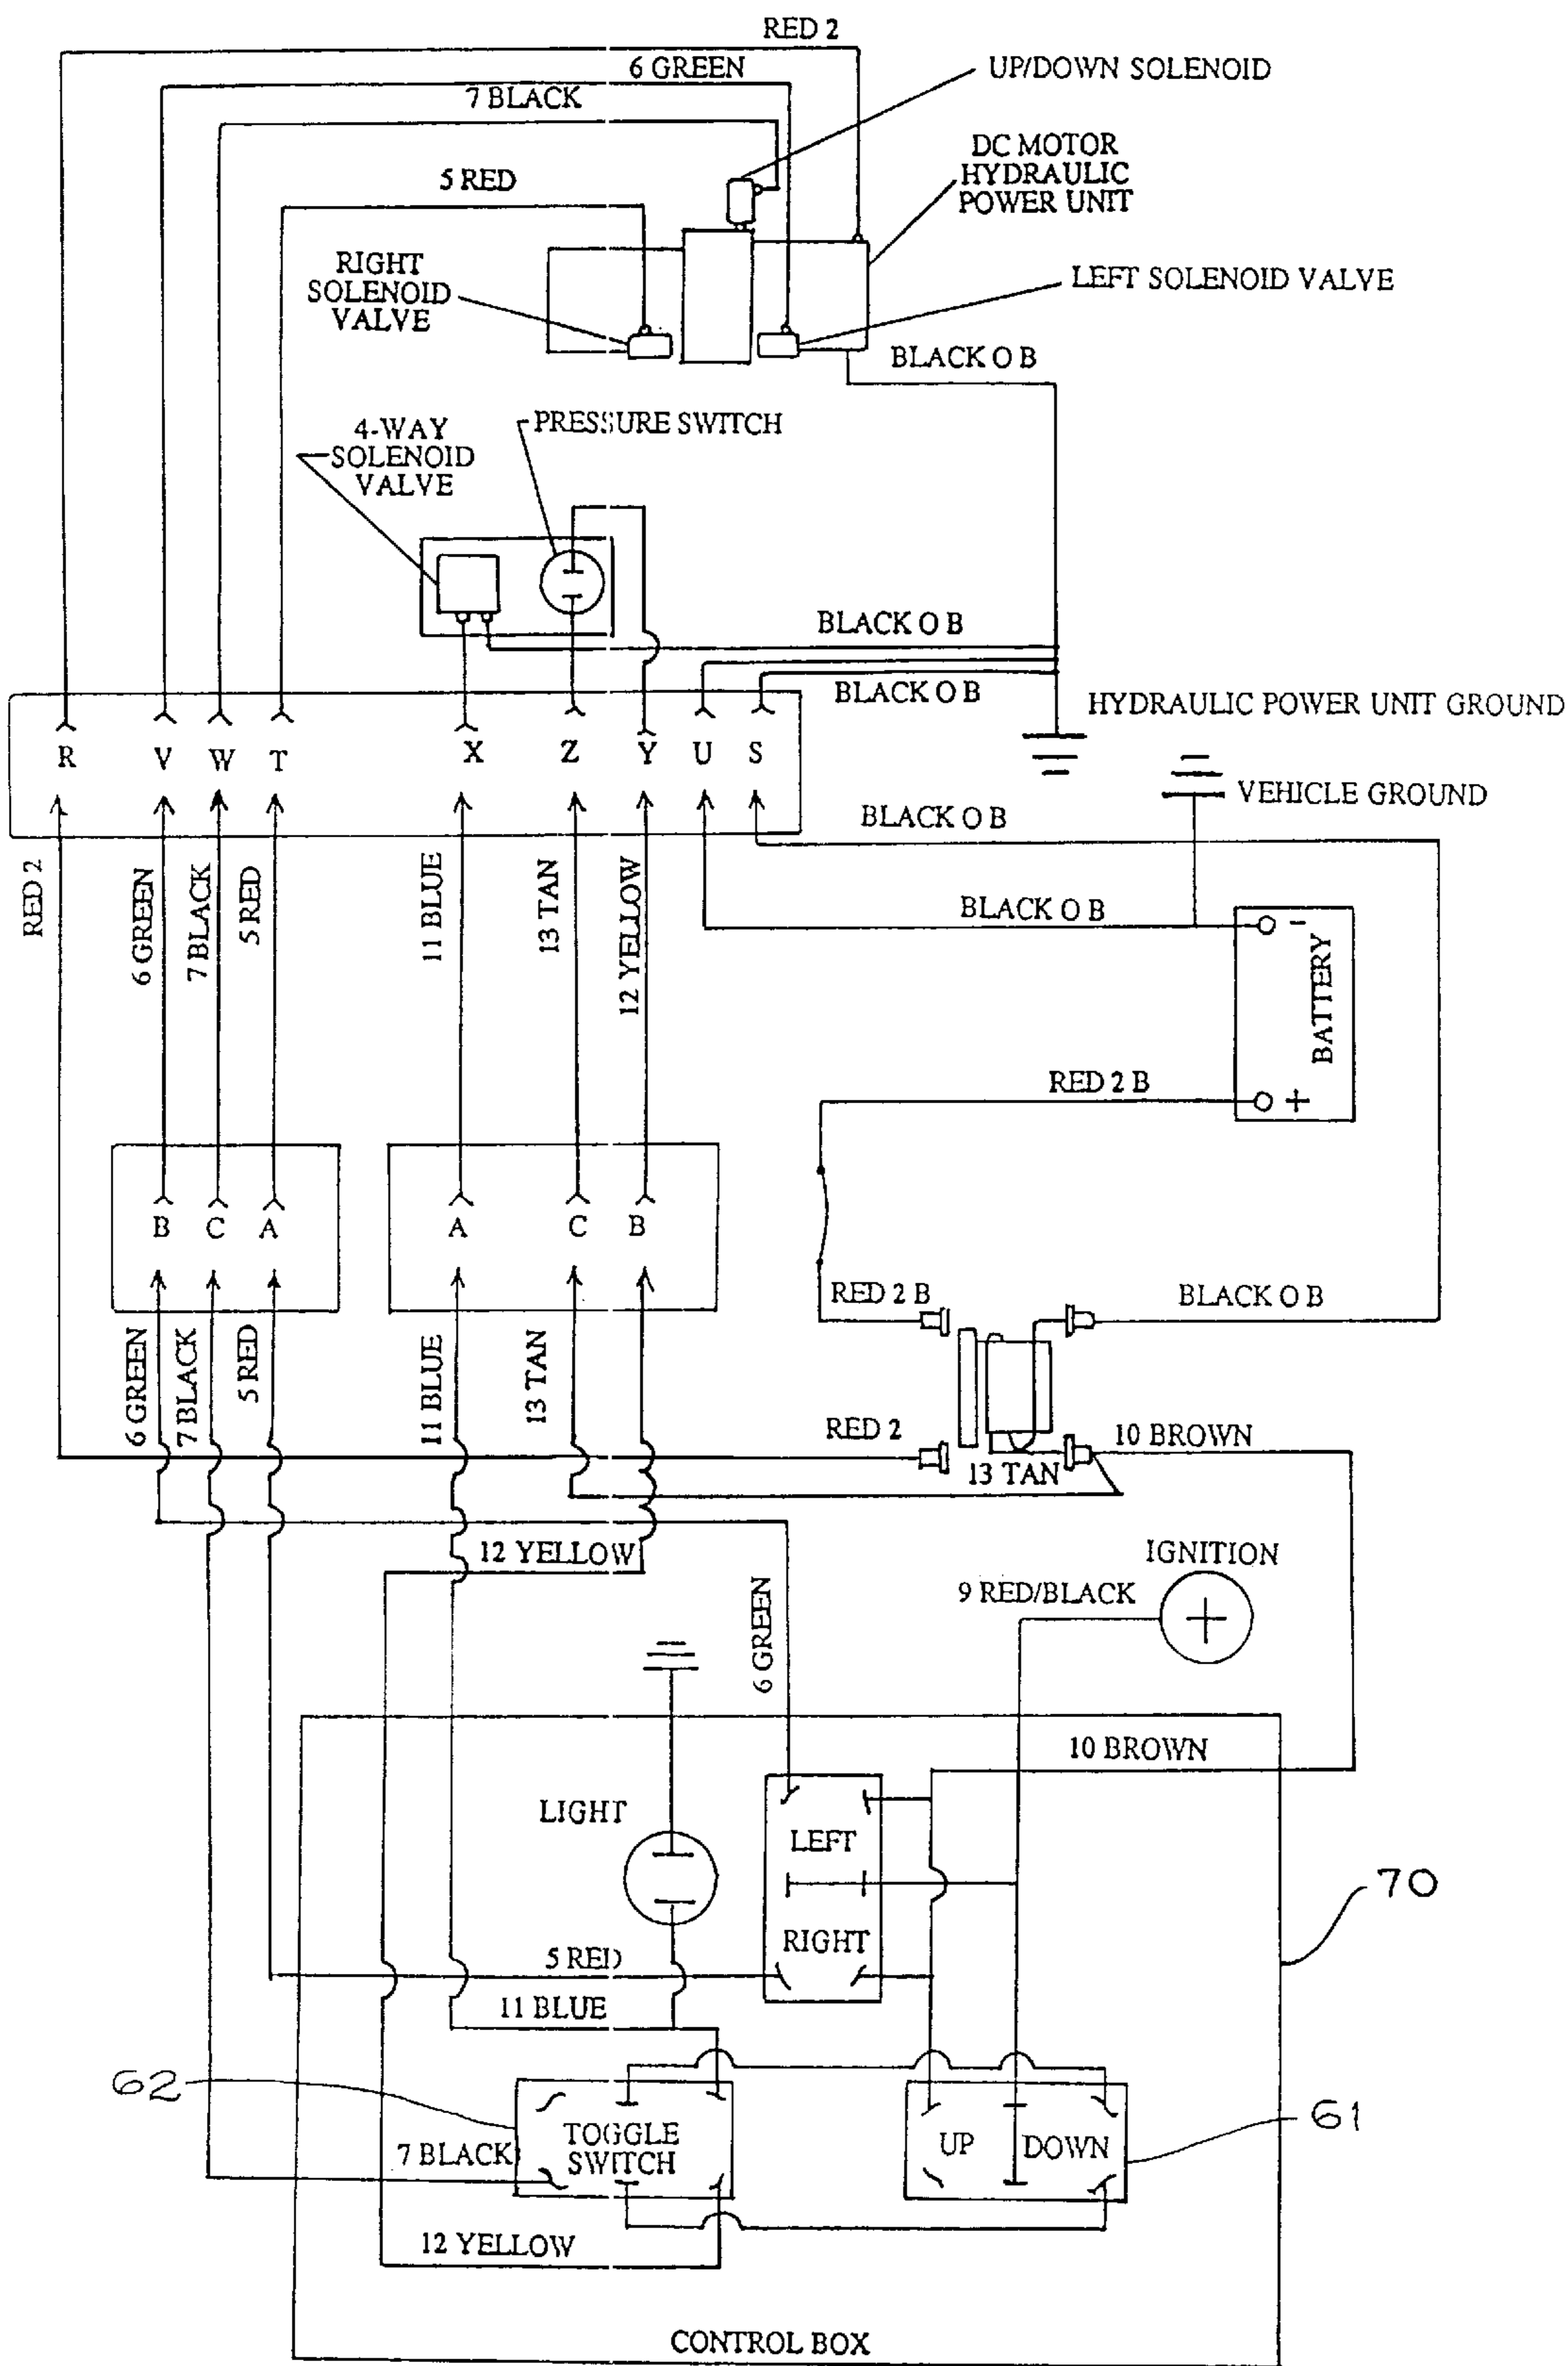 RED 2
6 GREEN
UP/DOWN SOLENOID
7 BLACK
DC MOTOR
HYDRAULIC
POWER UNIT
5 RED
RIGHT
SOLENOID
VALVE
LEFT SOLENOID VALVE
BLACK O B
4-WAY
SOLENOID
VALVE
PRESSURE SWITCH
BLACK O B
BLACK O B
HYDRAULIC POWER UNIT GROUND
R V W T X Z Y U S
VEHICLE GROUND
BLACK O B
RED 2
6 GREEN
7 BLACK
5 RED
11 BLUE
13 TAN
12 YELLOW
BLACK O B
-
BATTERY
+
RED 2 B
B C A A C B
RED 2 B
BLACK O B
6 GREEN
7 BLACK
5 RED
11 BLUE
13 TAN
RED 2
10 BROWN
13 TAN
12 YELLOW
IGNITION
9 RED/BLACK
+
6 GREEN
10 BROWN
LIGHT
LEFT
70
RIGHT
5 RED
11 BLUE
62
TOGGLE
SWITCH
7 BLACK
UP DOWN
61
12 YELLOW
CONTROL BOX